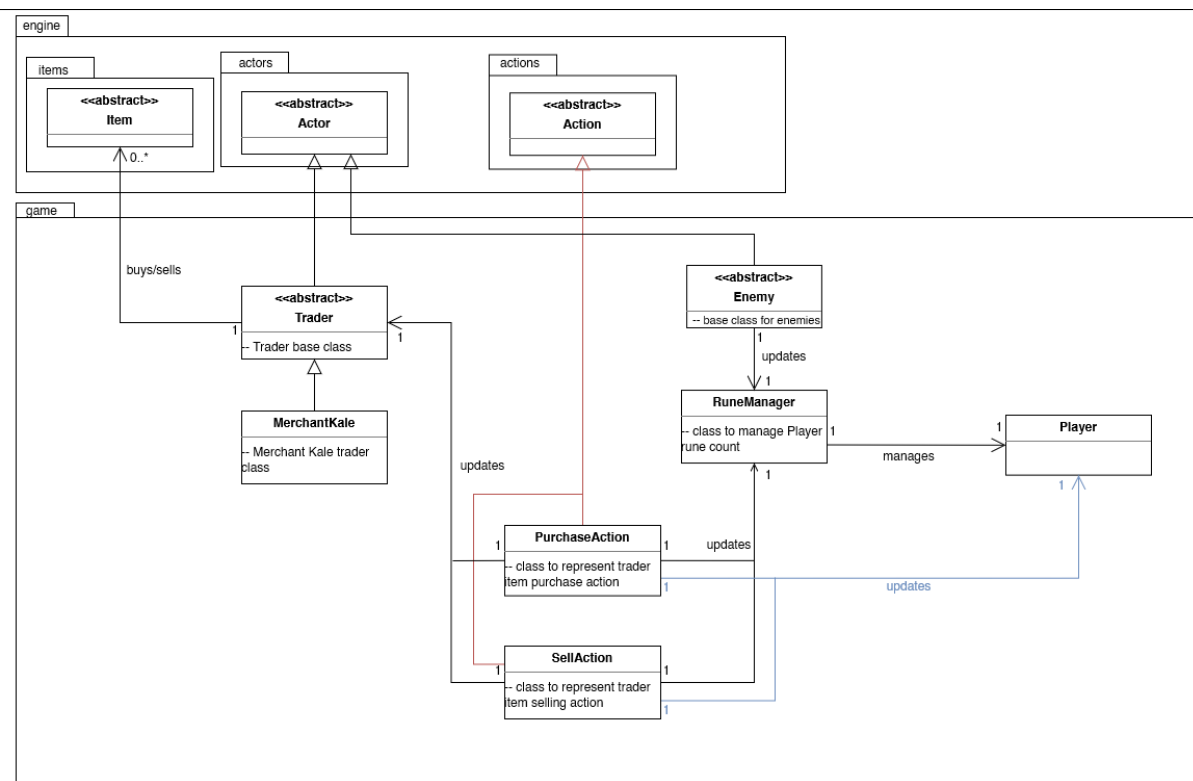 engine
items
actors
actions
<<abstract>>
Item
<<abstract>>
Actor
<<abstract>>
Action
0..*
game
buys/sells
<<abstract>>
Enemy
-- base class for enemies
<<abstract>>
Trader
-- Trader base class
1
1
1
updates
1
RuneManager
-- class to manage Player
rune count
1
manages
1
Player
MerchantKale
-- Merchant Kale trader
class
updates
1
1
PurchaseAction
-- class to represent trader
item purchase action
1
1
updates
1
updates
1
SellAction
-- class to represent trader
item selling action
1
1
1